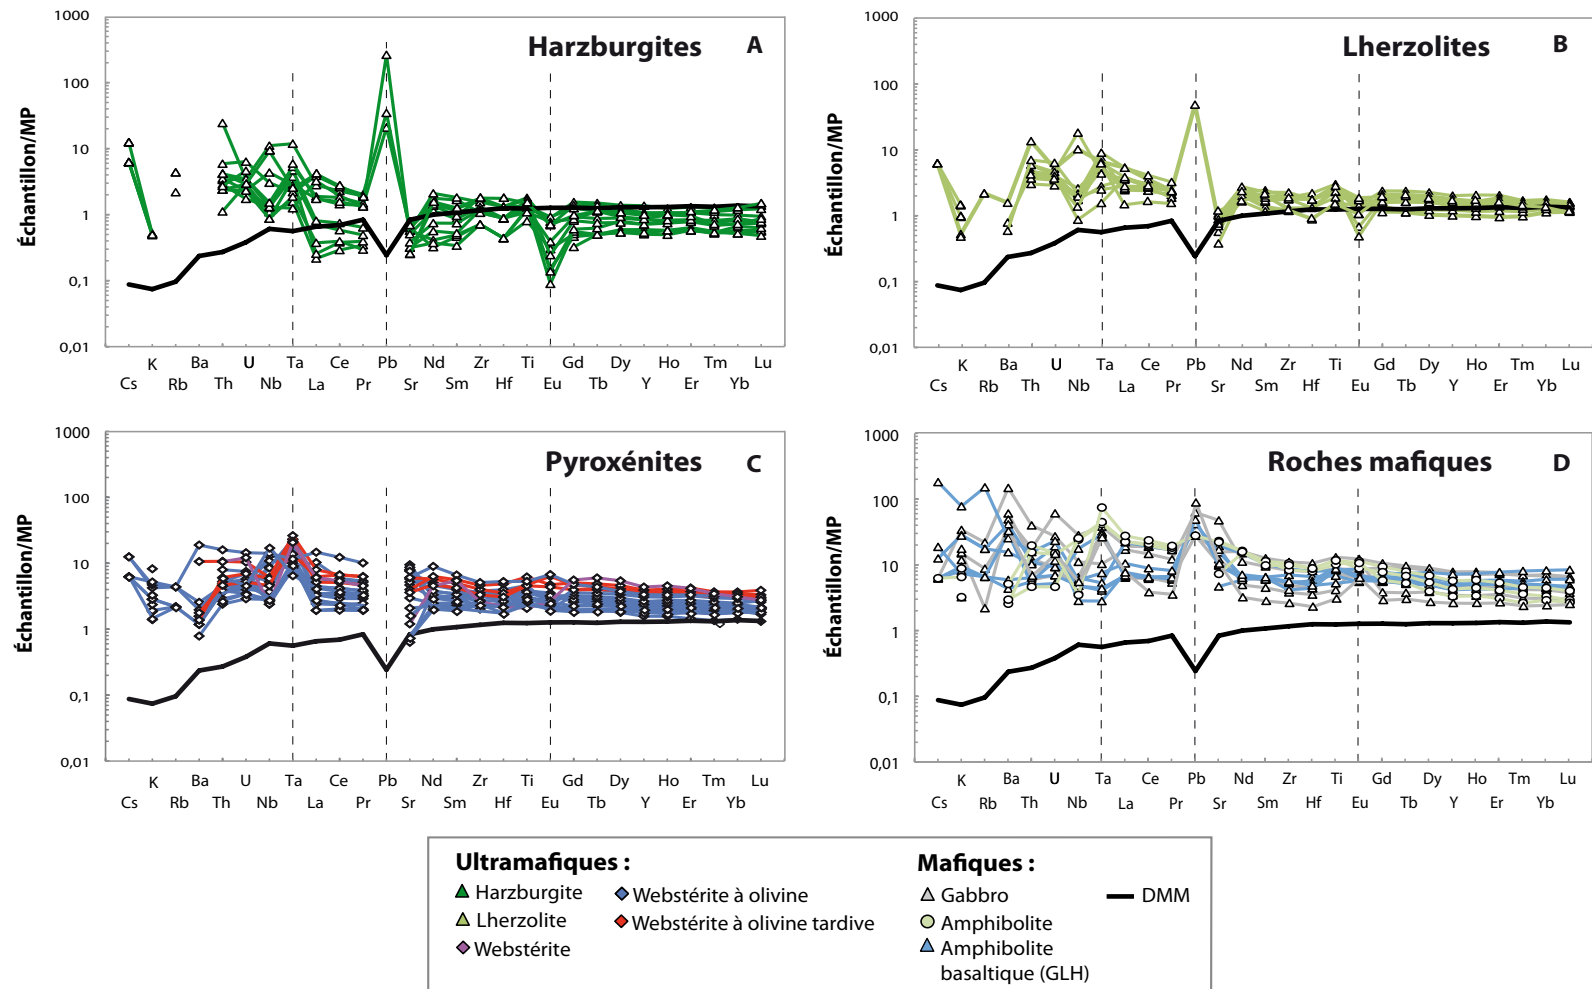 Harzburgites A
Échantillon/MP
1000
100
10
1
0,1
0,01
K Ba U Ta Ce Pb Nd Zr Ti Gd Dy Ho Tm Lu
Cs Rb Th Nb La Pr Sr Sm Hf Eu Tb Y Er Yb
Lherzolites B
Échantillon/MP
1000
100
10
1
0,1
0,01
K Ba U Ta Ce Pb Nd Zr Ti Gd Dy Ho Tm Lu
Cs Rb Th Nb La Pr Sr Sm Hf Eu Tb Y Er Yb
Pyroxénites C
Échantillon/MP
1000
100
10
1
0,1
0,01
K Ba U Ta Ce Pb Nd Zr Ti Gd Dy Ho Tm Lu
Cs Rb Th Nb La Pr Sr Sm Hf Eu Tb Y Er Yb
Roches mafiques D
Échantillon/MP
1000
100
10
1
0,1
0,01
K Ba U Ta Ce Pb Nd Zr Ti Gd Dy Ho Tm Lu
Cs Rb Th Nb La Pr Sr Sm Hf Eu Tb Y Er Yb
Ultramafiques :
Harzburgite
Lherzolite
Webstérite
Webstérite à olivine
Webstérite à olivine tardive
Mafiques :
Gabbro
Amphibolite
Amphibolite
basaltique (GLH)
DMM